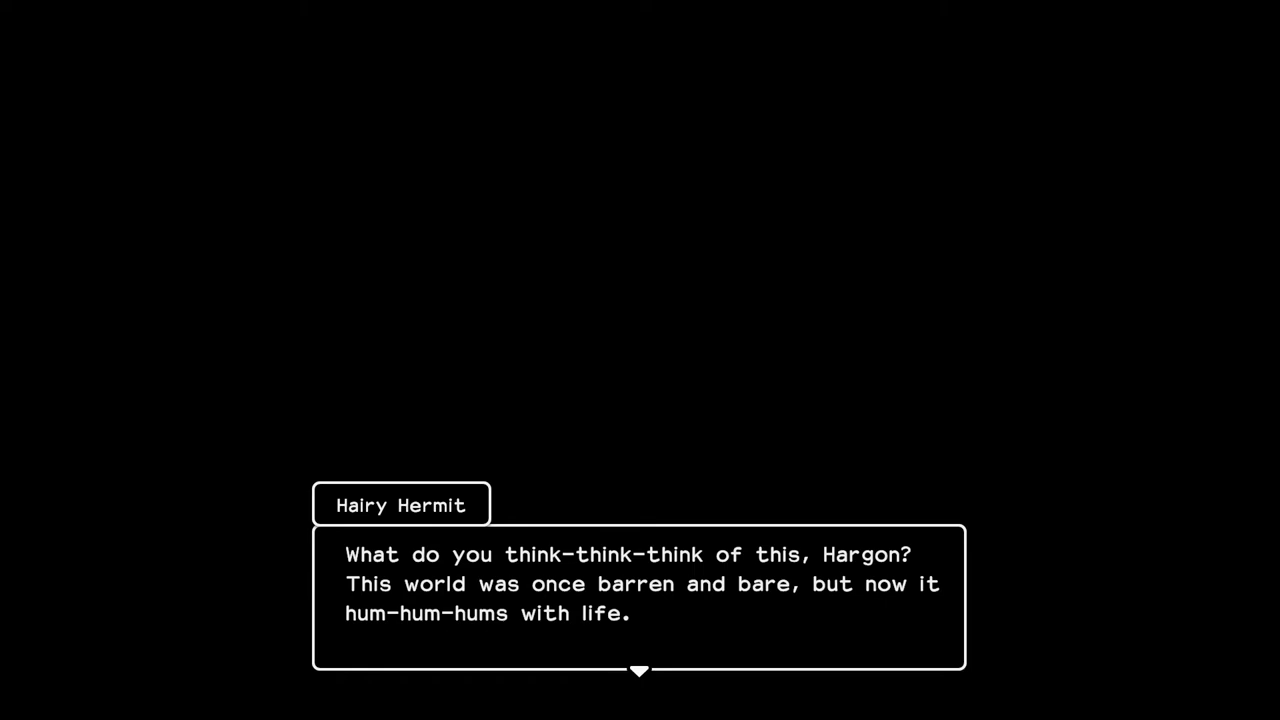 Hairy Hermit
What do you think-think-think of this, Hargon?
This world was once barren and bare, but now it
hum-hum-hums with life.